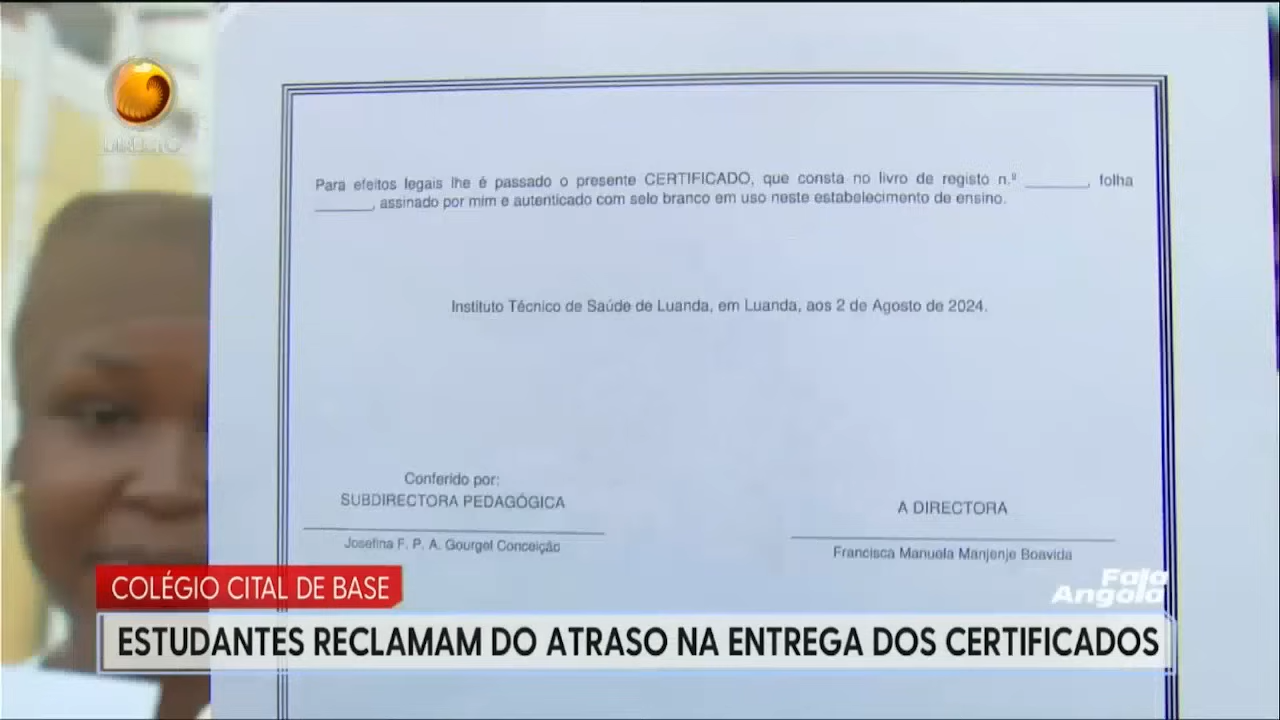 DIRECTO
Para efeitos legais lhe é passado o presente CERTIFICADO, que consta no livro de registo n.º ______, folha
______, assinado por mim e autenticado com selo branco em uso neste estabelecimento de ensino.
Instituto Técnico de Saúde de Luanda, em Luanda, aos 2 de Agosto de 2024.
Conferido por:
SUBDIRECTORA PEDAGÓGICA
A DIRECTORA
Josefina F. P. A. Gourgel Conceição
Francisca Manuela Manjenje Boavida
Fala
Angola
COLÉGIO CITAL DE BASE
ESTUDANTES RECLAMAM DO ATRASO NA ENTREGA DOS CERTIFICADOS